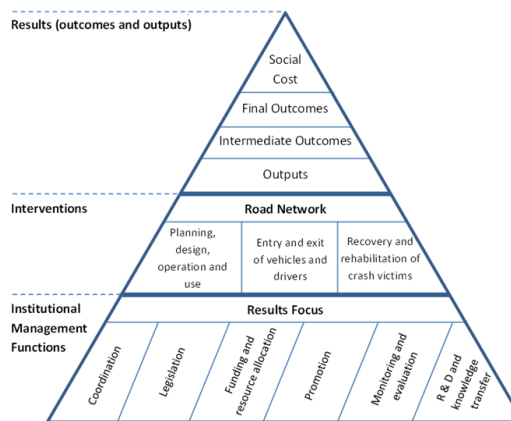 Results (outcomes and outputs)
Social
Cost
Final Outcomes
Intermediate Outcomes
Outputs
Interventions
Road Network
Planning,
design,
operation and
use
Entry and exit
of vehicles and
drivers
Recovery and
rehabilitation of
crash victims
Institutional
Management
Functions
Results Focus
Coordination
Legislation
Funding and
resource allocation
Promotion
Monitoring and
evaluation
R & D and
knowledge
transfer